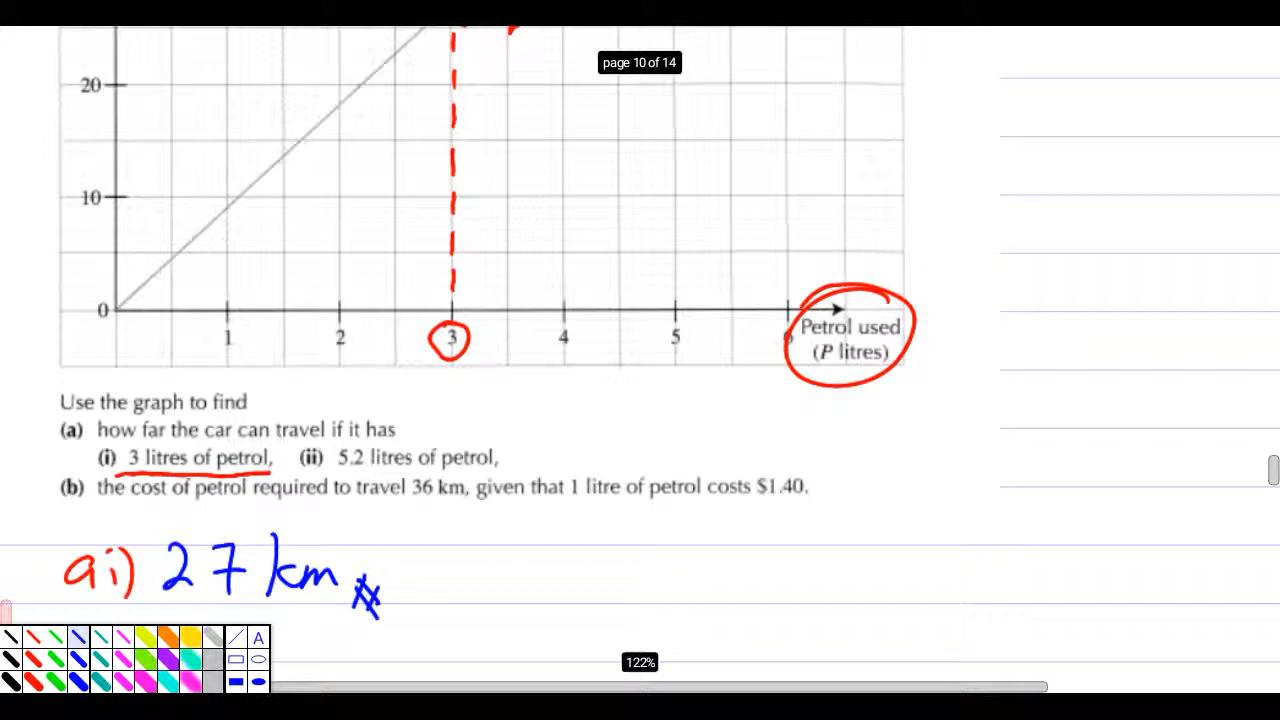 page 10 of 14
20
10
0
1 2 3 4 5 6
Petrol used
(P litres)
Use the graph to find
(a) how far the car can travel if it has
(i) 3 litres of petrol, (ii) 5.2 litres of petrol,
(b) the cost of petrol required to travel 36 km, given that 1 litre of petrol costs $1.40.
ai) 27 km
A
122%